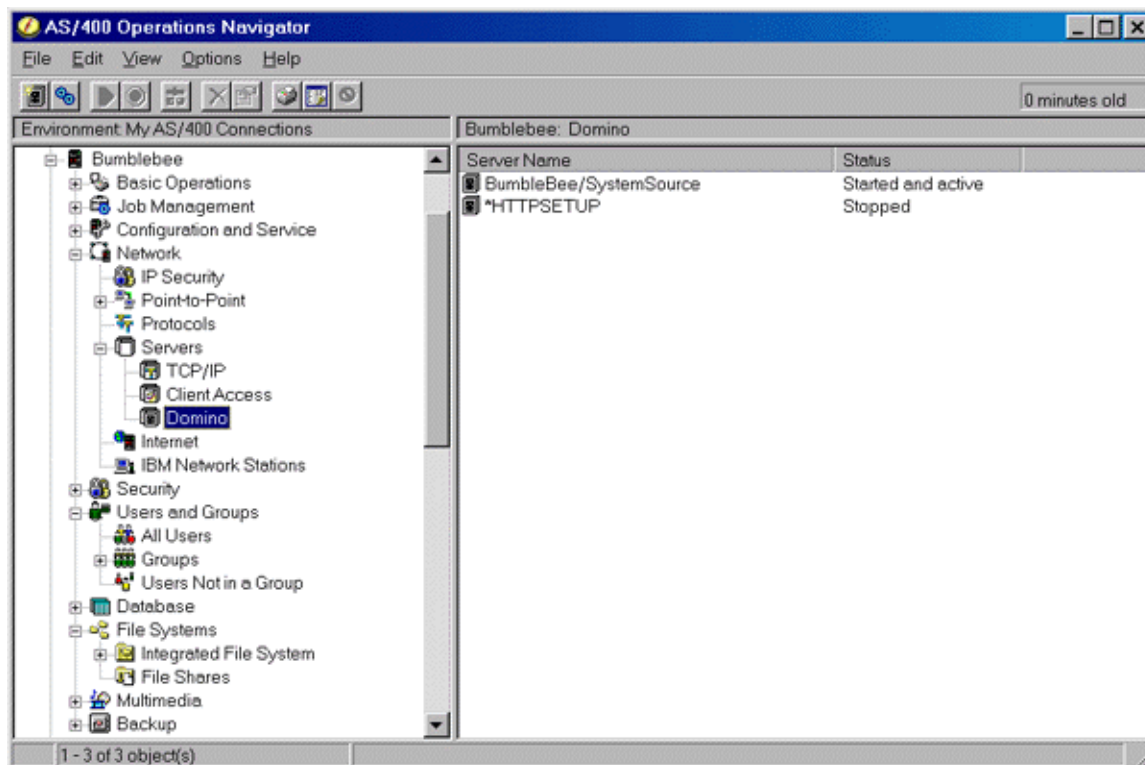 AS/400 Operations Navigator
File Edit View Options Help
0 minutes old
Environment: My AS/400 Connections
Bumblebee: Domino
Bumblebee
Basic Operations
Job Management
Configuration and Service
Network
IP Security
Point-to-Point
Protocols
Servers
TCP/IP
Client Access
Domino
Internet
IBM Network Stations
Security
Users and Groups
All Users
Groups
Users Not in a Group
Database
File Systems
Integrated File System
File Shares
Multimedia
Backup
Server Name Status
BumbleBee/SystemSource Started and active
*HTTPSETUP Stopped
1 - 3 of 3 object(s)